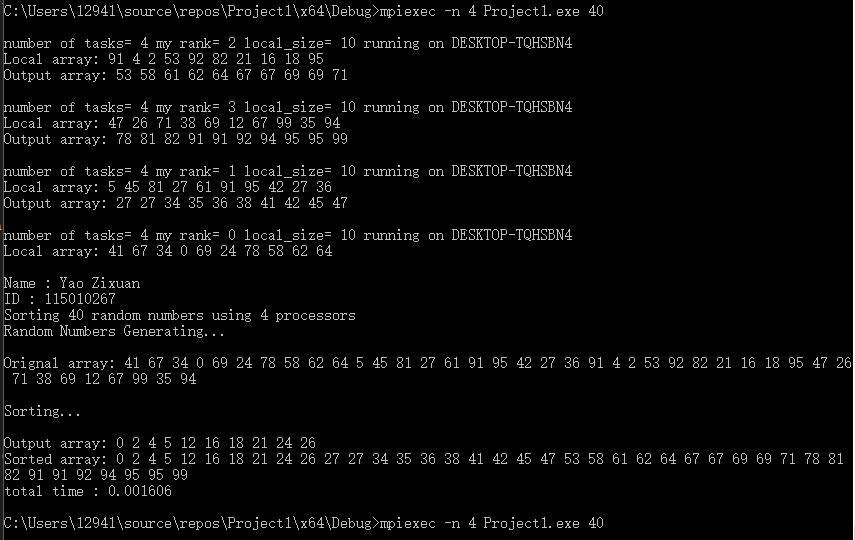 C:\Users\12941\source\repos\Project1\x64\Debug>mpiexec -n 4 Project1.exe 40
number of tasks= 4 my rank= 2 local_size= 10 running on DESKTOP-TQHSBN4
Local array: 91 4 2 53 92 82 21 16 18 95
Output array: 53 58 61 62 64 67 67 69 69 71
number of tasks= 4 my rank= 3 local_size= 10 running on DESKTOP-TQHSBN4
Local array: 47 26 71 38 69 12 67 99 35 94
Output array: 78 81 82 91 91 92 94 95 95 99
number of tasks= 4 my rank= 1 local_size= 10 running on DESKTOP-TQHSBN4
Local array: 5 45 81 27 61 91 95 42 27 36
Output array: 27 27 34 35 36 38 41 42 45 47
number of tasks= 4 my rank= 0 local_size= 10 running on DESKTOP-TQHSBN4
Local array: 41 67 34 0 69 24 78 58 62 64
Name : Yao Zixuan
ID : 115010267
Sorting 40 random numbers using 4 processors
Random Numbers Generating...
Orignal array: 41 67 34 0 69 24 78 58 62 64 5 45 81 27 61 91 95 42 27 36 91 4 2 53 92 82 21 16 18 95 47 26
71 38 69 12 67 99 35 94
Sorting...
Output array: 0 2 4 5 12 16 18 21 24 26
Sorted array: 0 2 4 5 12 16 18 21 24 26 27 27 34 35 36 38 41 42 45 47 53 58 61 62 64 67 67 69 69 71 78 81
82 91 91 92 94 95 95 99
total time : 0.001606
C:\Users\12941\source\repos\Project1\x64\Debug>mpiexec -n 4 Project1.exe 40